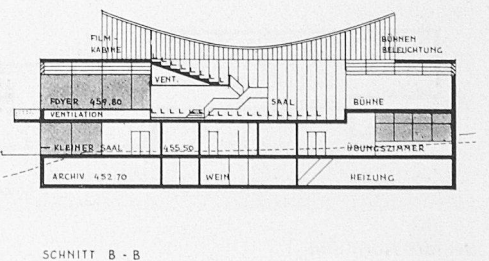 FILM-
KABINE
BÜHNEN
BELEUCHTUNG
VENT.
FOYER 459.80
SAAL
BÜHNE
VENTILATION
KLEINER SAAL
455.50
ÜBUNGSZIMMER
ARCHIV 452.70
WEIN
HEIZUNG
SCHNITT B - B